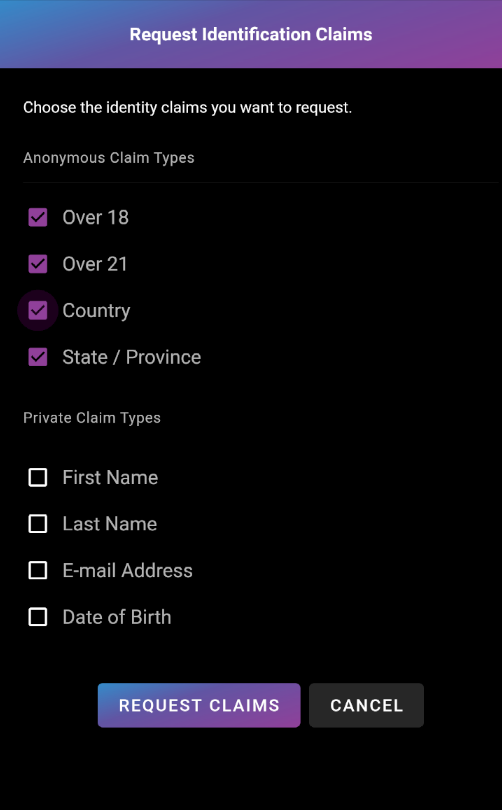 Request Identification Claims
Choose the identity claims you want to request.
Anonymous Claim Types
Over 18
Over 21
Country
State / Province
Private Claim Types
First Name
Last Name
E-mail Address
Date of Birth
REQUEST CLAIMS CANCEL